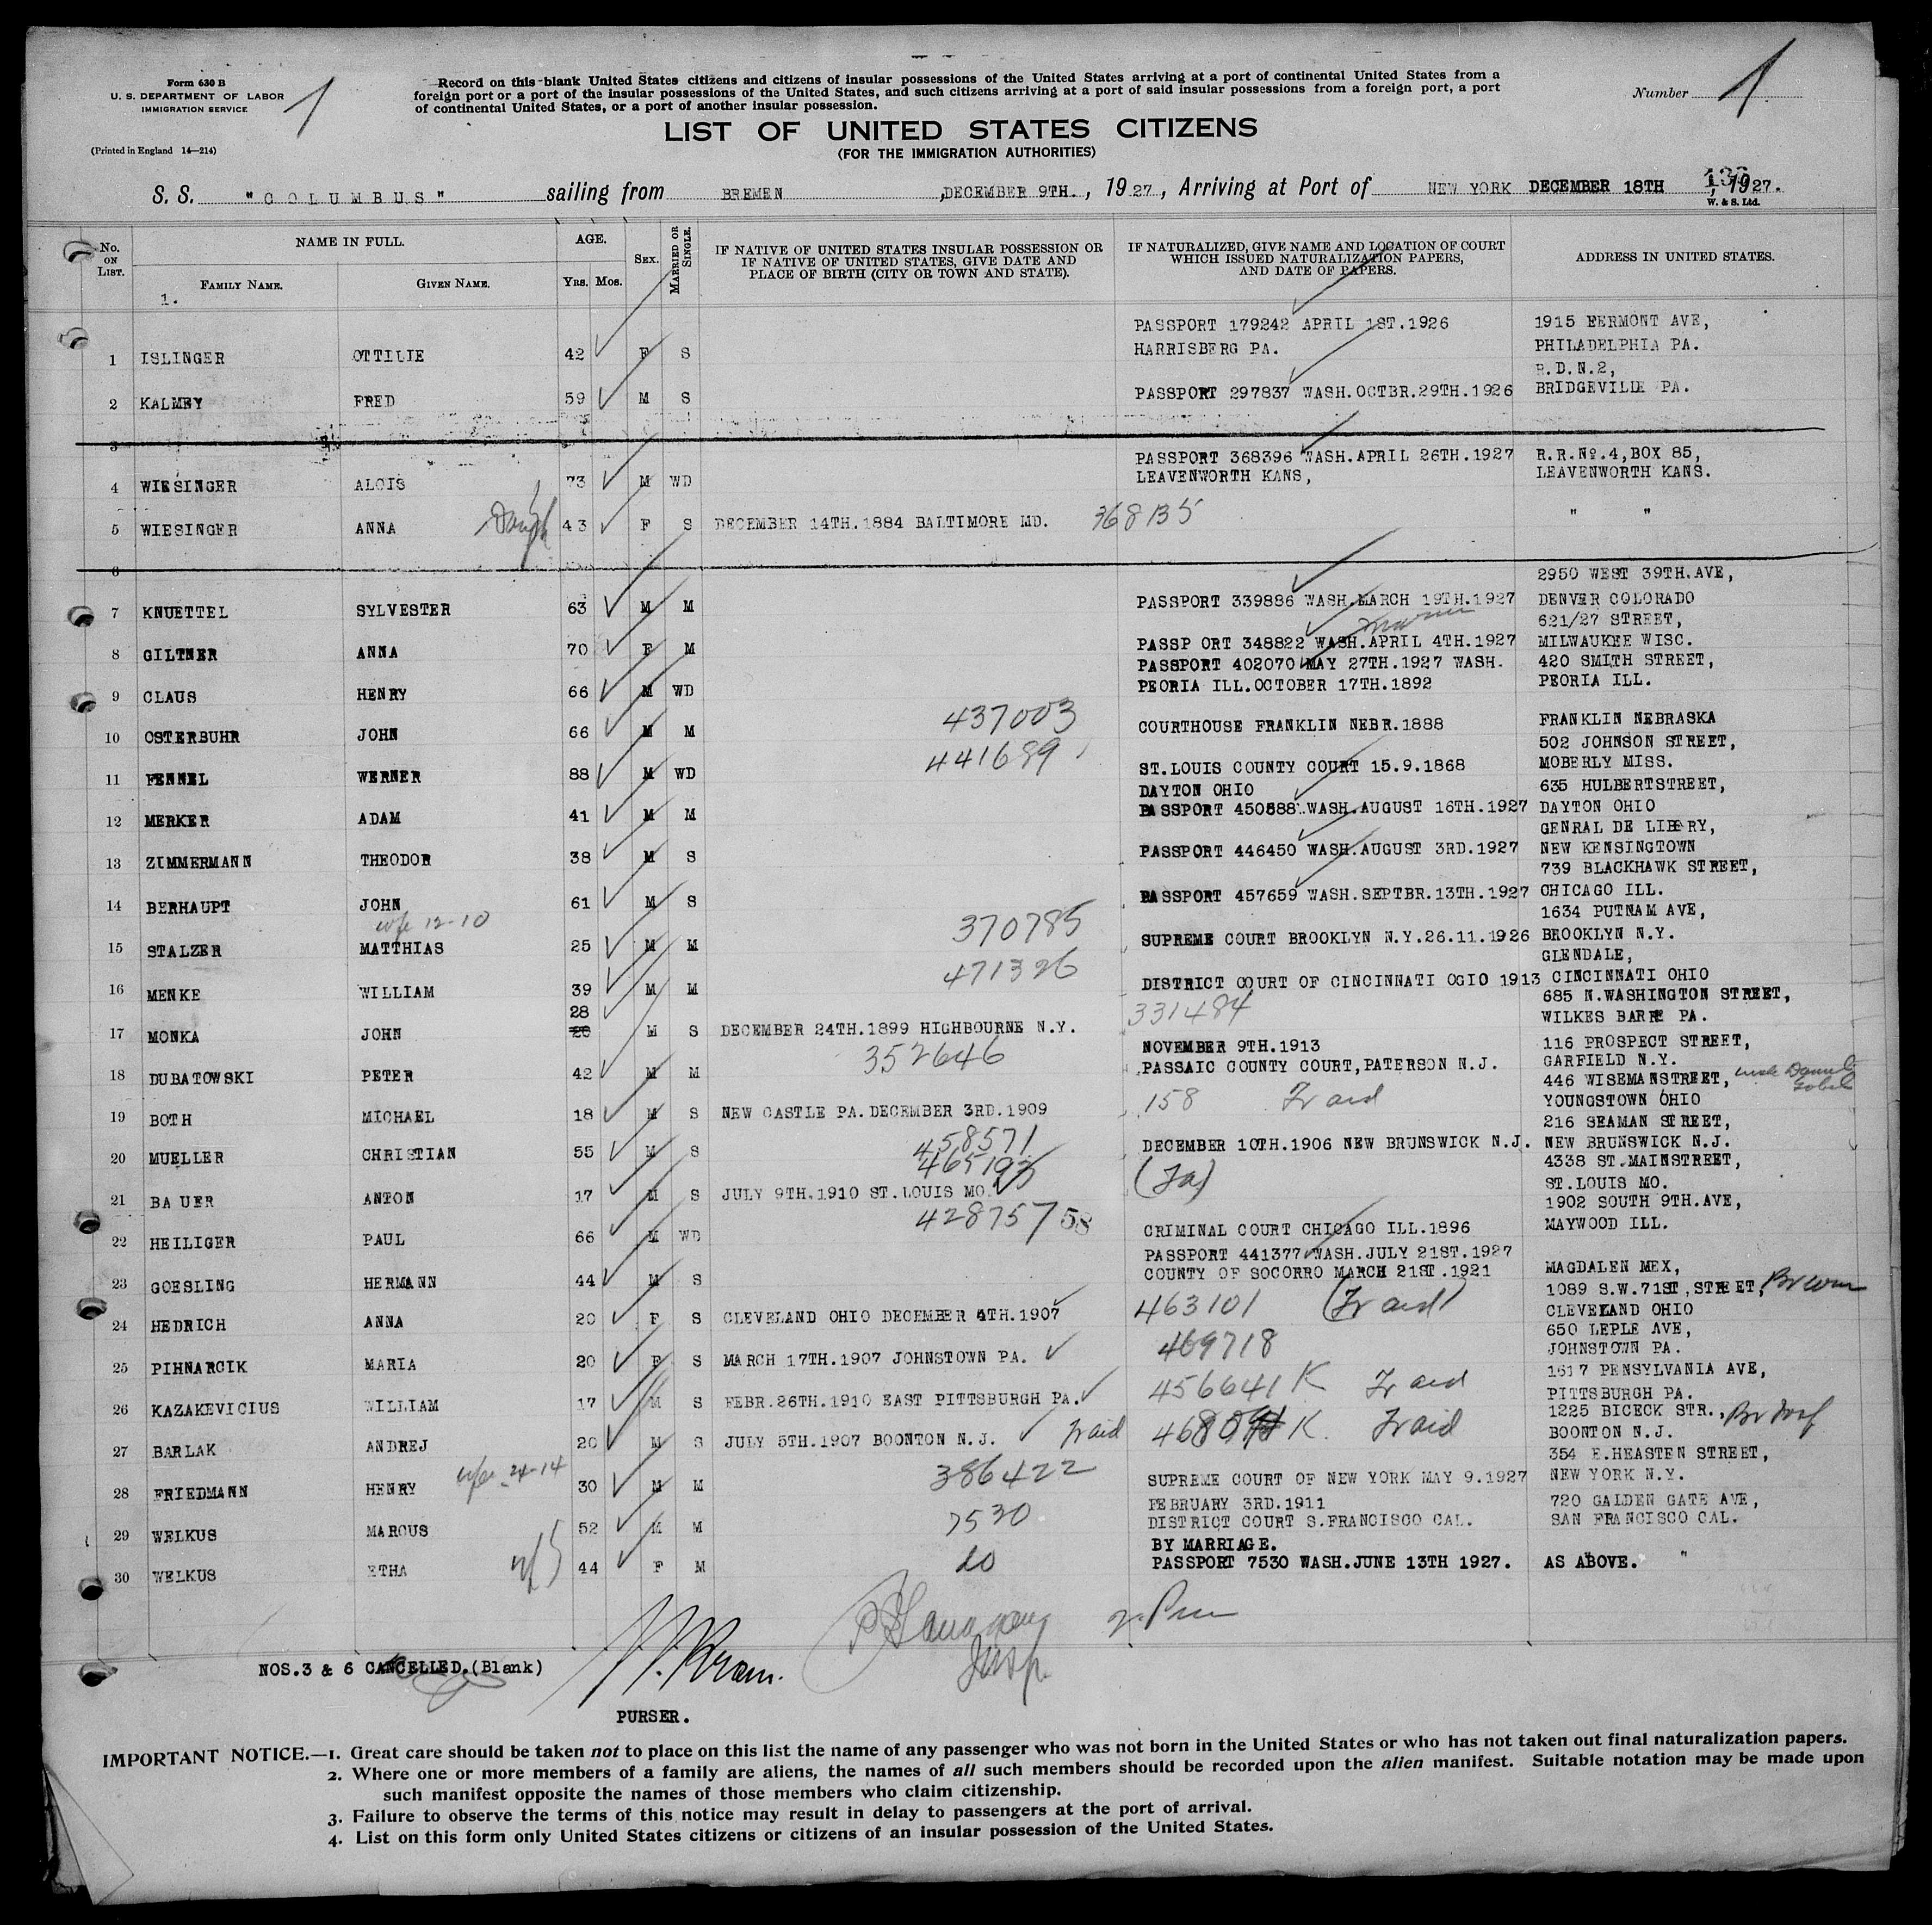 Form 630 B
U. S. DEPARTMENT OF LABOR
IMMIGRATION SERVICE
(Printed in England 14—214)
1
Record on this blank United States citizens and citizens of insular possessions of the United States arriving at a port of continental United States from a
foreign port or a port of the insular possessions of the United States, and such citizens arriving at a port of said insular possessions from a foreign port, a port
of continental United States, or a port of another insular possession.
Number 1
LIST OF UNITED STATES CITIZENS
(FOR THE IMMIGRATION AUTHORITIES)
S. S. "COLUMBUS" sailing from BREMEN, DECEMBER 9TH., 1927, Arriving at Port of NEW YORK DECEMBER 18TH, 1927.
W. & S. Ltd.
No. ON LIST. NAME IN FULL. AGE. SEX. MARRIED OR SINGLE. IF NATIVE OF UNITED STATES INSULAR POSSESSION OR IF NATIVE OF UNITED STATES, GIVE DATE AND PLACE OF BIRTH (CITY OR TOWN AND STATE). IF NATURALIZED, GIVE NAME AND LOCATION OF COURT WHICH ISSUED NATURALIZATION PAPERS, AND DATE OF PAPERS. ADDRESS IN UNITED STATES.
FAMILY NAME. GIVEN NAME. YRS. MOS.
1.
PASSPORT 179242 APRIL 1ST.1926 1915 FERMONT AVE,
1 ISLINGER OTTILIE 42 F S HARRISBERG PA. PHILADELPHIA PA.
R.D.N.2,
2 KALMEY FRED 59 M S PASSPORT 297837 WASH.OCTBR.29TH.1926 BRIDGEVILLE PA.
3
PASSPORT 368396 WASH.APRIL 26TH.1927 R.R.Nº.4,BOX 85,
4 WIESINGER ALOIS 73 M WD LEAVENWORTH KANS, LEAVENWORTH KANS.
5 WIESINGER ANNA Daugh 43 F S DECEMBER 14TH.1884 BALTIMORE MD. 368135 " "
6
2950 WEST 39TH.AVE,
7 KNUETTEL SYLVESTER 63 M M PASSPORT 339886 WASH.MARCH 19TH.1927 DENVER COLORADO
621/27 STREET,
8 GILTNER ANNA 70 F M PASSP ORT 348822 WASH.APRIL 4TH.1927 MILWAUKEE WISC.
PASSPORT 402070 MAY 27TH.1927 WASH. 420 SMITH STREET,
9 CLAUS HENRY 66 M WD PEORIA ILL.OCTOBER 17TH.1892 PEORIA ILL.
10 OSTERBUHR JOHN 66 M M 437003 COURTHOUSE FRANKLIN NEBR.1888 FRANKLIN NEBRASKA
502 JOHNSON STREET,
11 FENNEL WERNER 88 M WD 441689 ST.LOUIS COUNTY COURT 15.9.1868 MOBERLY MISS.
DAYTON OHIO 635 HULBERTSTREET,
12 MERKER ADAM 41 M M PASSPORT 450888 WASH.AUGUST 16TH.1927 DAYTON OHIO
GENRAL DE LIBERY,
13 ZIMMERMANN THEODOR 38 M S PASSPORT 446450 WASH.AUGUST 3RD.1927 NEW KENSINGTOWN
739 BLACKHAWK STREET,
14 BERHAUPT JOHN 61 M S PASSPORT 457659 WASH.SEPTBR.13TH.1927 CHICAGO ILL.
wife 12-10 1634 PUTNAM AVE,
15 STALZER MATTHIAS 25 M M 370785 SUPREME COURT BROOKLYN N.Y.26.11.1926 BROOKLYN N.Y.
GLENDALE,
16 MENKE WILLIAM 39 M M 471326 DISTRICT COURT OF CINCINNATI OGIO 1913 CINCINNATI OHIO
28 331484 685 N.WASHINGTON STREET,
17 MONKA JOHN M S DECEMBER 24TH.1899 HIGHBOURNE N.Y. WILKES BARRE PA.
NOVEMBER 9TH.1913 116 PROSPECT STREET,
18 DUBATOWSKI PETER 42 M M 352646 PASSAIC COUNTY COURT,PATERSON N.J. GARFIELD N.Y.
446 WISEMANSTREET,
19 BOTH MICHAEL 18 M S NEW CASTLE PA.DECEMBER 3RD.1909 158 YOUNGSTOWN OHIO
216 SEAMAN STREET,
20 MUELLER CHRISTIAN 55 M S 458571 DECEMBER 10TH.1906 NEW BRUNSWICK N.J. NEW BRUNSWICK N.J.
465193 4338 ST.MAINSTREET,
21 BAUER ANTON 17 M S JULY 9TH.1910 ST.LOUIS MO. ST.LOUIS MO.
428757 58 1902 SOUTH 9TH.AVE,
22 HEILIGER PAUL 66 M WD CRIMINAL COURT CHICAGO ILL.1896 MAYWOOD ILL.
PASSPORT 441377 WASH.JULY 21ST.1927
23 GOESLING HERMANN 44 M S COUNTY OF SOCORRO MARCH 21ST.1921 MAGDALEN MEX,
463101 1089 S.W.71ST,STREET,
24 HEDRICH ANNA 20 F S CLEVELAND OHIO DECEMBER 4TH.1907 CLEVELAND OHIO
469718 650 LEPLE AVE,
25 PIHNARCIK MARIA 20 F S MARCH 17TH.1907 JOHNSTOWN PA. JOHNSTOWN PA.
456641 K 1617 PENSYLVANIA AVE,
26 KAZAKEVICIUS WILLIAM 17 M S FEBR.26TH.1910 EAST PITTSBURGH PA. PITTSBURGH PA.
1225 BICECK STR.,
27 BARLAK ANDREJ 20 M S JULY 5TH.1907 BOONTON N.J. BOONTON N.J.
354 E.HEASTEN STREET,
28 FRIEDMANN HENRY 30 M M 386422 SUPREME COURT OF NEW YORK MAY 9.1927 NEW YORK N.Y.
FEBRUARY 3RD.1911 720 GALDEN GATE AVE,
29 WELKUS MARCUS 52 M M 7530 DISTRICT COURT S.FRANCISCO CAL. SAN FRANCISCO CAL.
BY MARRIAGE.
30 WELKUS ETHA wf 44 F M do PASSPORT 7530 WASH.JUNE 13TH 1927. AS ABOVE. "
NOS.3 & 6 CANCELLED.(Blank)
Insp.
PURSER.
IMPORTANT NOTICE.—1. Great care should be taken not to place on this list the name of any passenger who was not born in the United States or who has not taken out final naturalization papers.
2. Where one or more members of a family are aliens, the names of all such members should be recorded upon the alien manifest. Suitable notation may be made upon
such manifest opposite the names of those members who claim citizenship.
3. Failure to observe the terms of this notice may result in delay to passengers at the port of arrival.
4. List on this form only United States citizens or citizens of an insular possession of the United States.